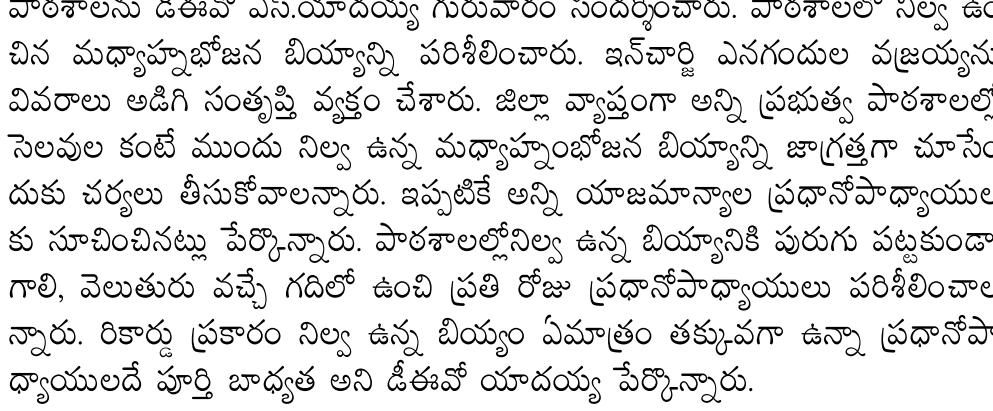 పాఠశాలను డీఈవో ఎస్.యాదయ్య గురువారం సందర్శించారు. పాఠశాలలో నిల్వ ఉం
చిన మధ్యాహ్నభోజన బియ్యాన్ని పరిశీలించారు. ఇన్‌చార్జి ఎనగందుల వజ్రయ్యను
వివరాలు అడిగి సంతృప్తి వ్యక్తం చేశారు. జిల్లా వ్యాప్తంగా అన్ని ప్రభుత్వ పాఠశాలల్లో
సెలవుల కంటే ముందు నిల్వ ఉన్న మధ్యాహ్నంభోజన బియ్యాన్ని జాగ్రత్తగా చూసేం
దుకు చర్యలు తీసుకోవాలన్నారు. ఇప్పటికే అన్ని యాజమాన్యాల ప్రధానోపాధ్యాయుల
కు సూచించినట్లు పేర్కొన్నారు. పాఠశాలల్లోనిల్వ ఉన్న బియ్యానికి పురుగు పట్టకుండా
గాలి, వెలుతురు వచ్చే గదిలో ఉంచి ప్రతి రోజు ప్రధానోపాధ్యాయులు పరిశీలించాల
న్నారు. రికార్డు ప్రకారం నిల్వ ఉన్న బియ్యం ఏమాత్రం తక్కువగా ఉన్నా ప్రధానోపా
ధ్యాయులదే పూర్తి బాధ్యత అని డీఈవో యాదయ్య పేర్కొన్నారు.